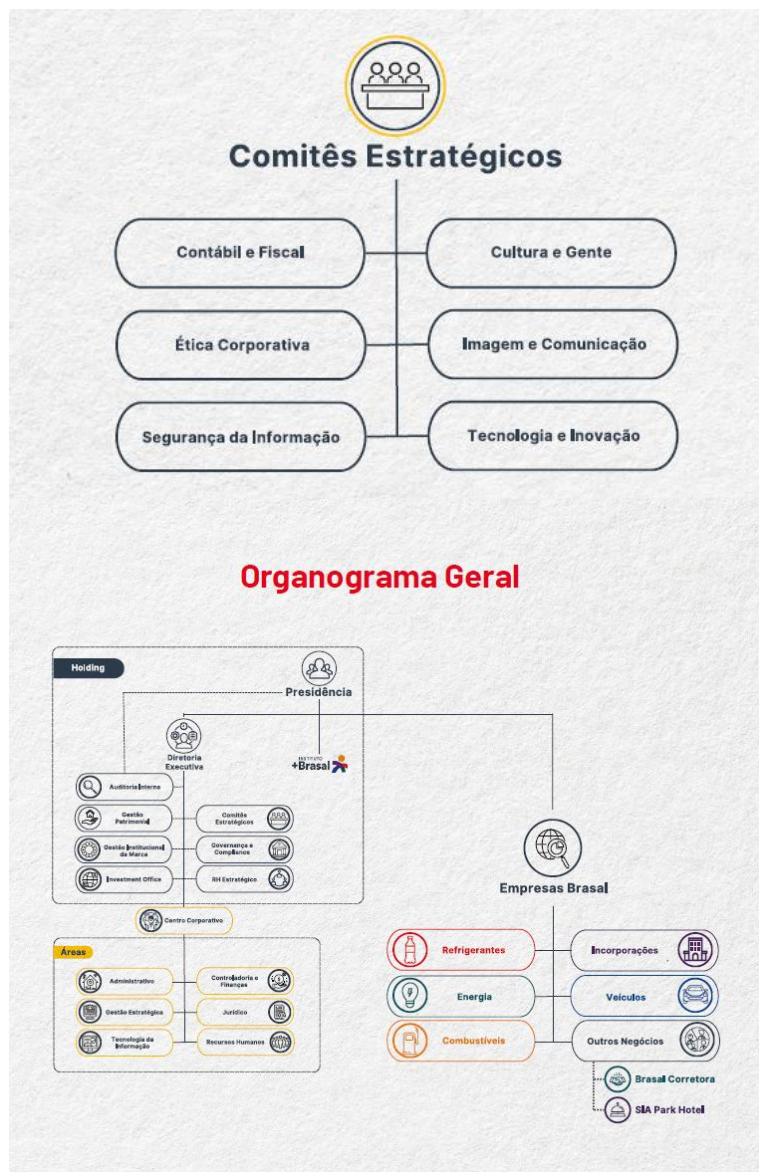 Comitês Estratégicos
Contábil e Fiscal
Cultura e Gente
Ética Corporativa
Imagem e Comunicação
Segurança da Informação
Tecnologia e Inovação
Organograma Geral
Holding
Presidência
Diretoria
Executiva
INSTITUTO
+Brasal
Auditoria Interna
Gestão
Patrimonial
Comitês
Estratégicos
Gestão Institucional
da Marca
Governança e
Compliance
Investment Office
RH Estratégico
Centro Corporativo
Áreas
Administrativo
Controladoria e
Finanças
Gestão Estratégica
Jurídico
Tecnologia da
Informação
Recursos Humanos
Empresas Brasal
Refrigerantes
Incorporações
Energia
Veículos
Combustíveis
Outros Negócios
Brasal Corretora
SIA Park Hotel